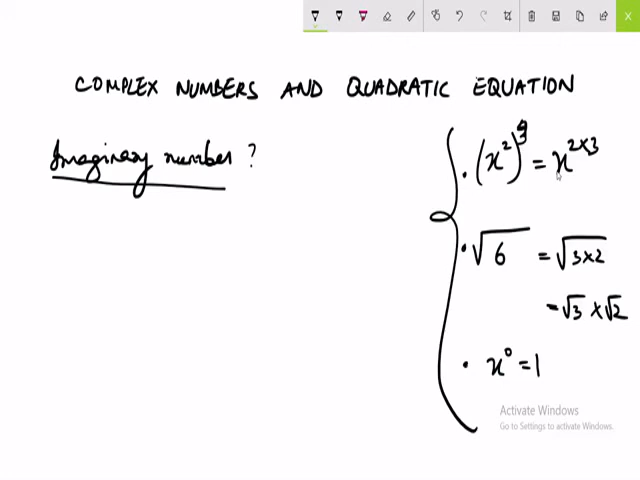 COMPLEX NUMBERS AND QUADRATIC EQUATION
Imaginary number ?
• (x²)³ = x^{2×3}
• √6 = √3×2
= √3 × √2
• x⁰ = 1
Activate Windows
Go to Settings to activate Windows.